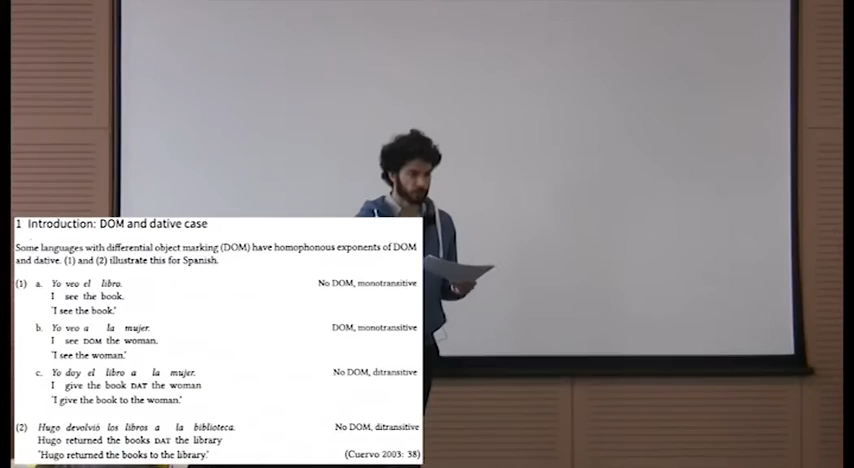 1 Introduction: DOM and dative case
Some languages with differential object marking (DOM) have homophonous exponents of DOM
and dative. (1) and (2) illustrate this for Spanish.
(1) a. Yo veo el libro. No DOM, monotransitive
I see the book.
'I see the book.'
b. Yo veo a la mujer. DOM, monotransitive
I see DOM the woman.
'I see the woman.'
c. Yo doy el libro a la mujer. No DOM, ditransitive
I give the book DAT the woman
'I give the book to the woman.'
(2) Hugo devolvió los libros a la biblioteca. No DOM, ditransitive
Hugo returned the books DAT the library
'Hugo returned the books to the library.' (Cuervo 2003: 38)